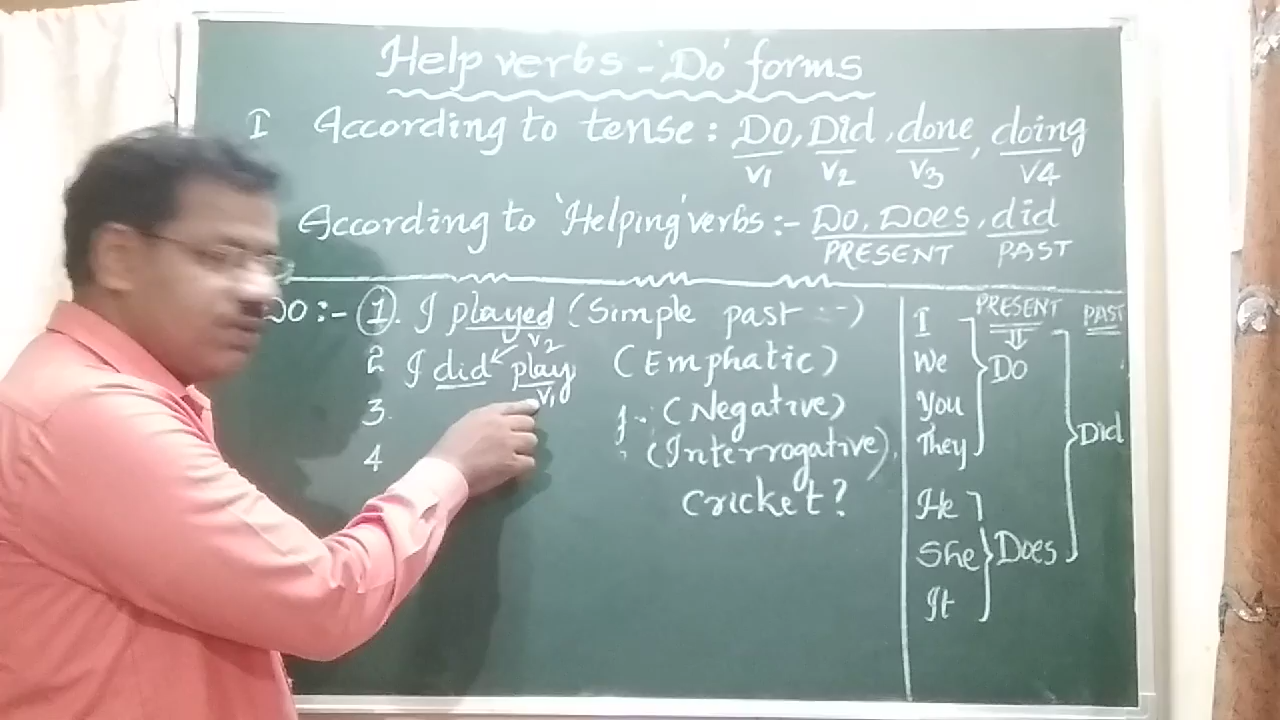 Help verbs - 'Do' forms
I According to tense : DO, Did, done, doing
V1 V2 V3 V4
According to 'Helping' verbs :- Do, Does, did
PRESENT PAST
DO :- 1. I played (Simple past :-)
V2
2 I did play (Emphatic)
V1
3. (Negative)
4 (Interrogative).
Cricket?
PRESENT PAST
I
We Do
You
They Did
He
She Does
It